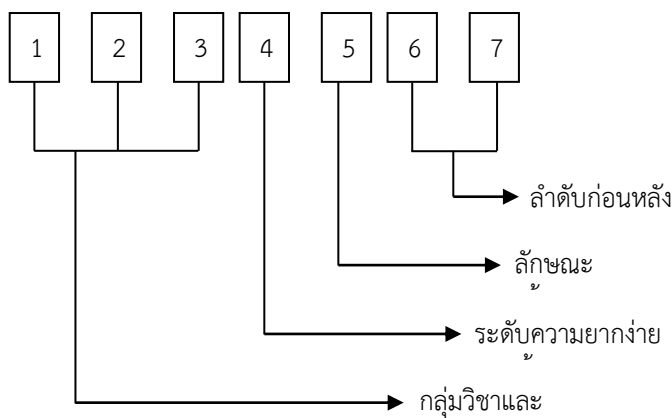 1 2 3 4 5 6 7
ลำดับก่อนหลัง
ลักษณะ
ระดับความยากง่าย
กลุ่มวิชาและ